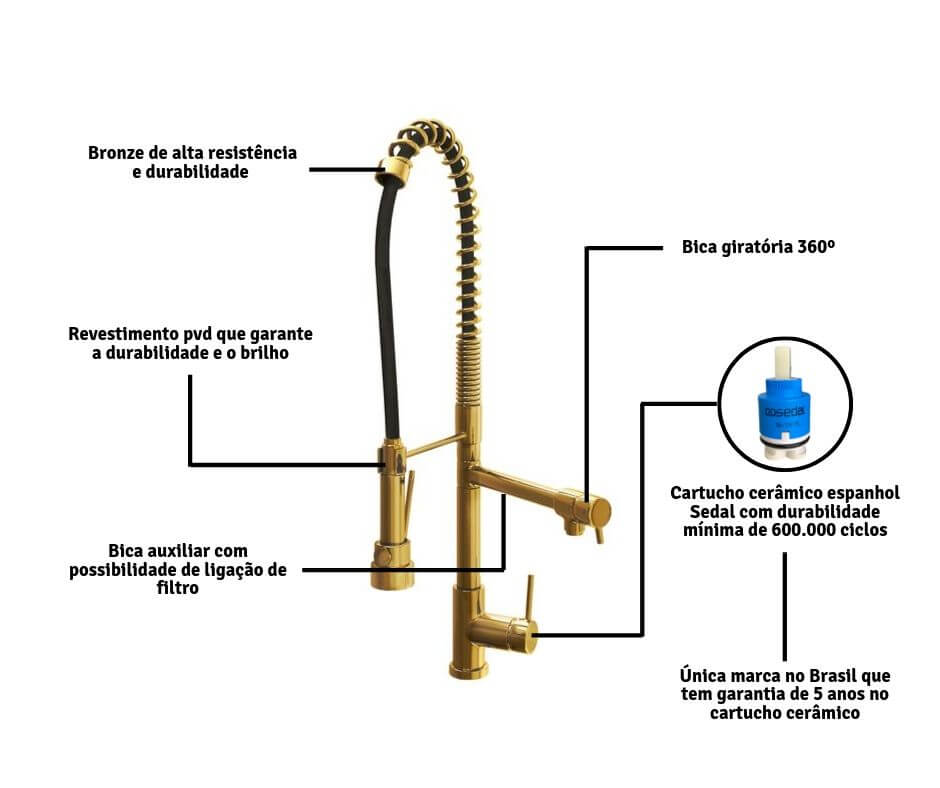 Bronze de alta resistência
e durabilidade
Bica giratória 360º
Revestimento pvd que garante
a durabilidade e o brilho
sedal
Cartucho cerâmico espanhol
Sedal com durabilidade
mínima de 600.000 ciclos
Bica auxiliar com
possibilidade de ligação de
filtro
Única marca no Brasil que
tem garantia de 5 anos no
cartucho cerâmico